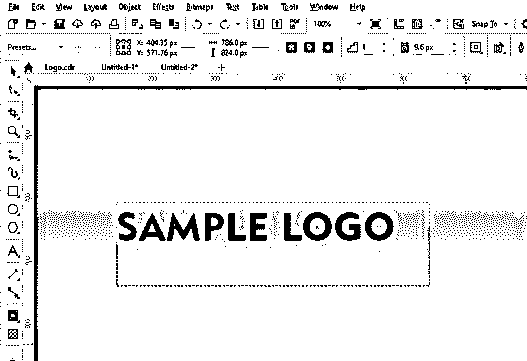 File Edit View Layout Object Effects Bitmaps Text Table Tools Window Help
100% Snap To
Presets... X: 404.35 px 786.0 px 1 9.6 px
Y: 571.76 px 824.0 px
Logo.cdr Untitled-1* Untitled-2*
SAMPLE LOGO